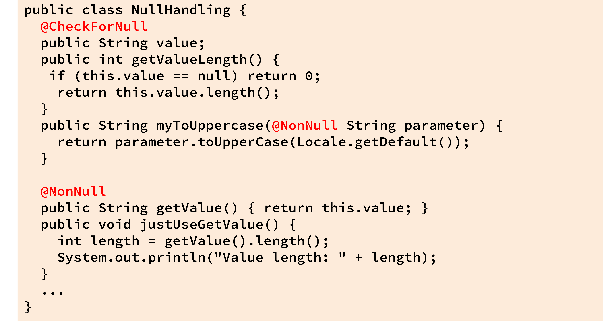 public class NullHandling {
  @CheckForNull
  public String value;
  public int getValueLength() {
   if (this.value == null) return 0;
    return this.value.length();
  }
  public String myToUppercase(@NonNull String parameter) {
    return parameter.toUpperCase(Locale.getDefault());
  }

  @NonNull
  public String getValue() { return this.value; }
  public void justUseGetValue() {
    int length = getValue().length();
    System.out.println("Value length: " + length);
  }
  ...
}